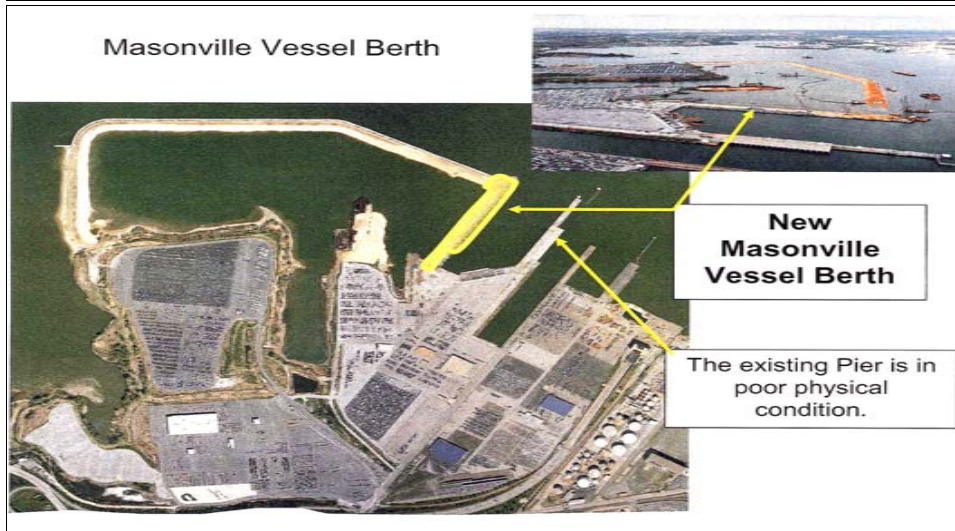 Masonville Vessel Berth
New
Masonville
Vessel Berth
The existing Pier is in
poor physical
condition.